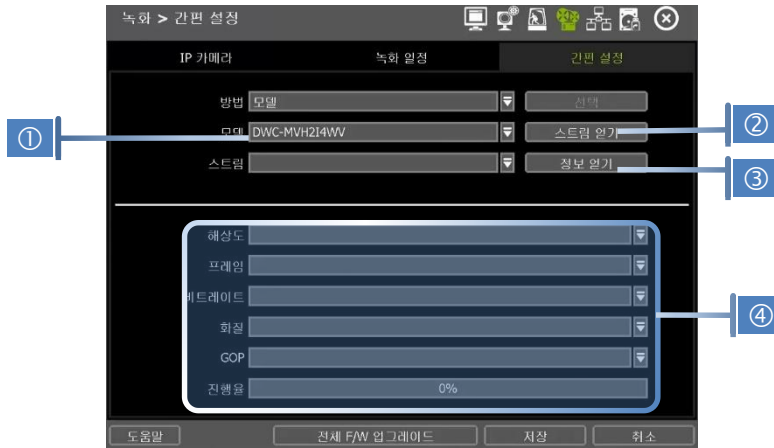 녹화 > 간편 설정
IP 카메라 녹화 일정 간편 설정
방법 모델 선택
① 모델 DWC-MVH2I4WV 스트림 얻기 ②
스트림 정보 얻기 ③
해상도
프레임
비트레이트 ④
화질
GOP
진행율 0%
도움말 전체 F/W 업그레이드 저장 취소